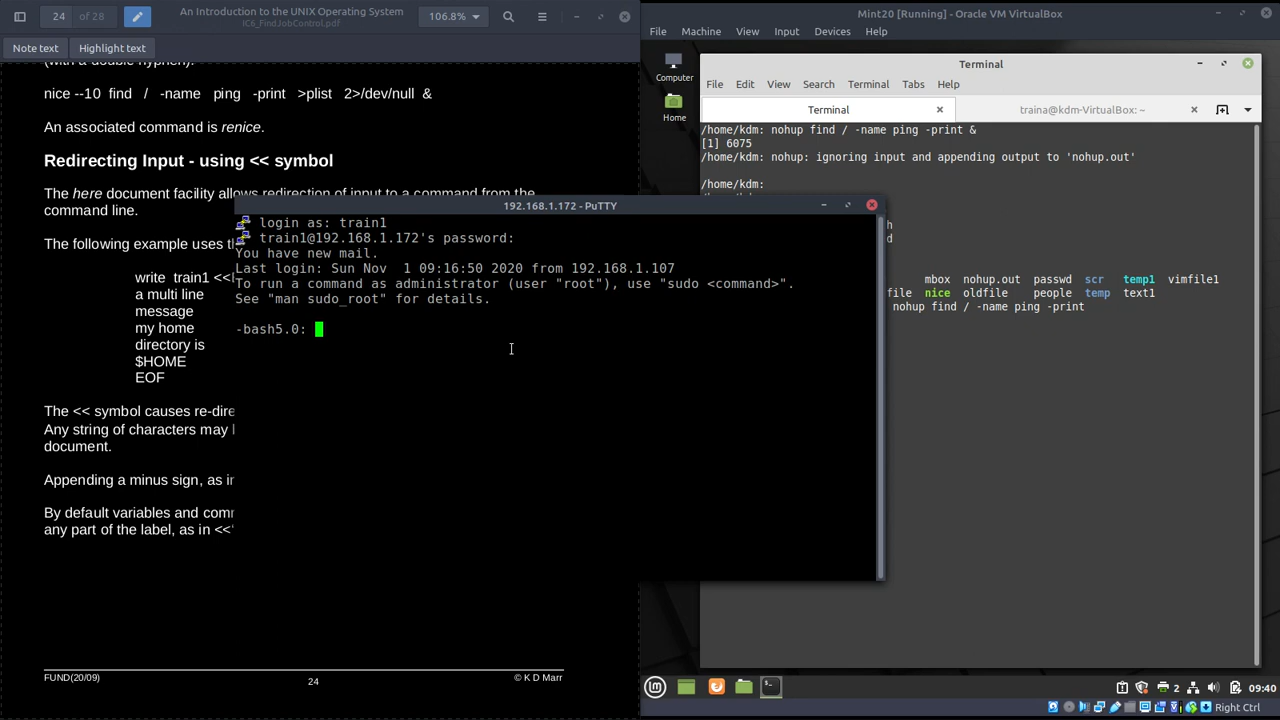 24 of 28
An Introduction to the UNIX Operating System
IC6_FindJobControl.pdf
106.8%
Note text Highlight text
(with a double hyphen).
nice --10 find / -name ping -print >plist 2>/dev/null &
An associated command is renice.
Redirecting Input - using << symbol
The here document facility allows redirection of input to a command from the
command line.
The following example uses t
write train1 <<
a multi line
message
my home
directory is
$HOME
EOF
The << symbol causes re-dire
Any string of characters may
document.
Appending a minus sign, as in
By default variables and com
any part of the label, as in <<
FUND(20/09) 24 © K D Marr
Mint20 [Running] - Oracle VM VirtualBox
File Machine View Input Devices Help
Computer
Home
Terminal
File Edit View Search Terminal Tabs Help
Terminal traina@kdm-VirtualBox: ~
/home/kdm: nohup find / -name ping -print &
[1] 6075
/home/kdm: nohup: ignoring input and appending output to 'nohup.out'
/home/kdm:
h
d
mbox nohup.out passwd scr temp1 vimfile1
file nice oldfile people temp text1
nohup find / -name ping -print
192.168.1.172 - PuTTY
login as: train1
train1@192.168.1.172's password:
You have new mail.
Last login: Sun Nov 1 09:16:50 2020 from 192.168.1.107
To run a command as administrator (user "root"), use "sudo <command>".
See "man sudo_root" for details.
-bash5.0:
2 09:40
Right Ctrl